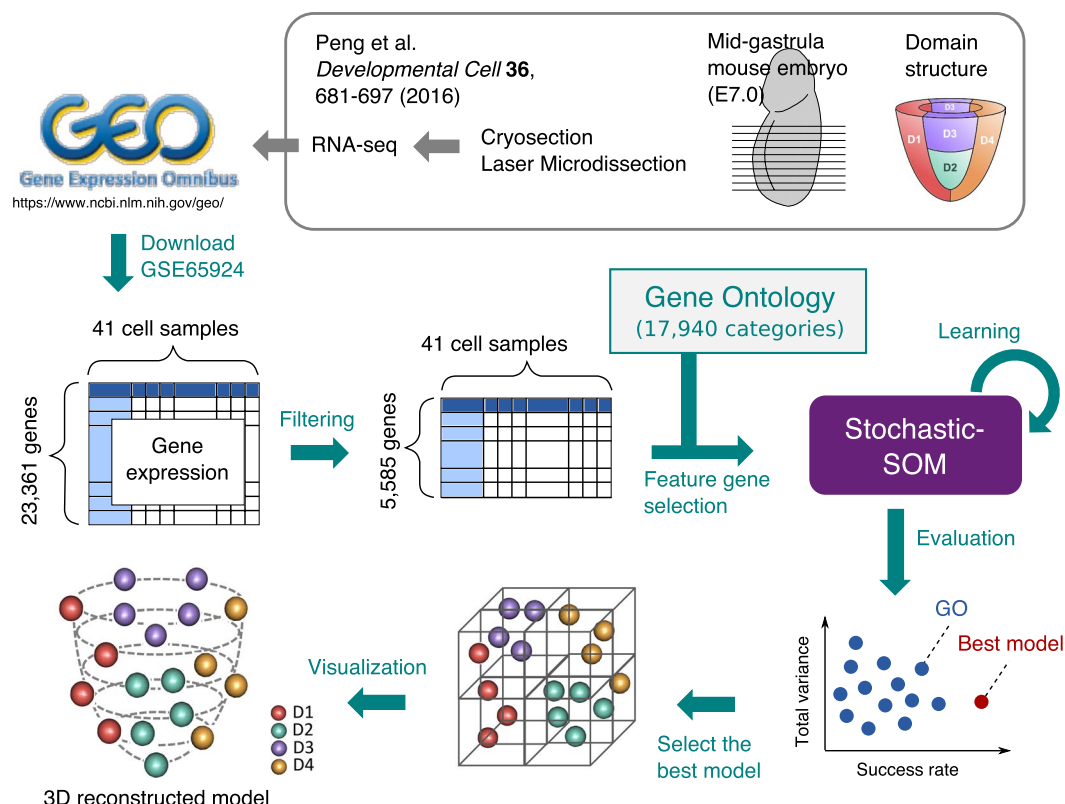 Peng et al.
Developmental Cell 36,
681-697 (2016)
Mid-gastrula
mouse embryo
(E7.0)
Domain
structure
D3
D1
D3
D4
D2
RNA-seq
Cryosection
Laser Microdissection
GEO
Gene Expression Omnibus
https://www.ncbi.nlm.nih.gov/geo/
Download
GSE65924
41 cell samples
23,361 genes
Gene
expression
Filtering
41 cell samples
5,585 genes
Gene Ontology
(17,940 categories)
Feature gene
selection
Learning
Stochastic-
SOM
Evaluation
GO
Best model
Total variance
Success rate
Select the
best model
Visualization
D1
D2
D3
D4
3D reconstructed model